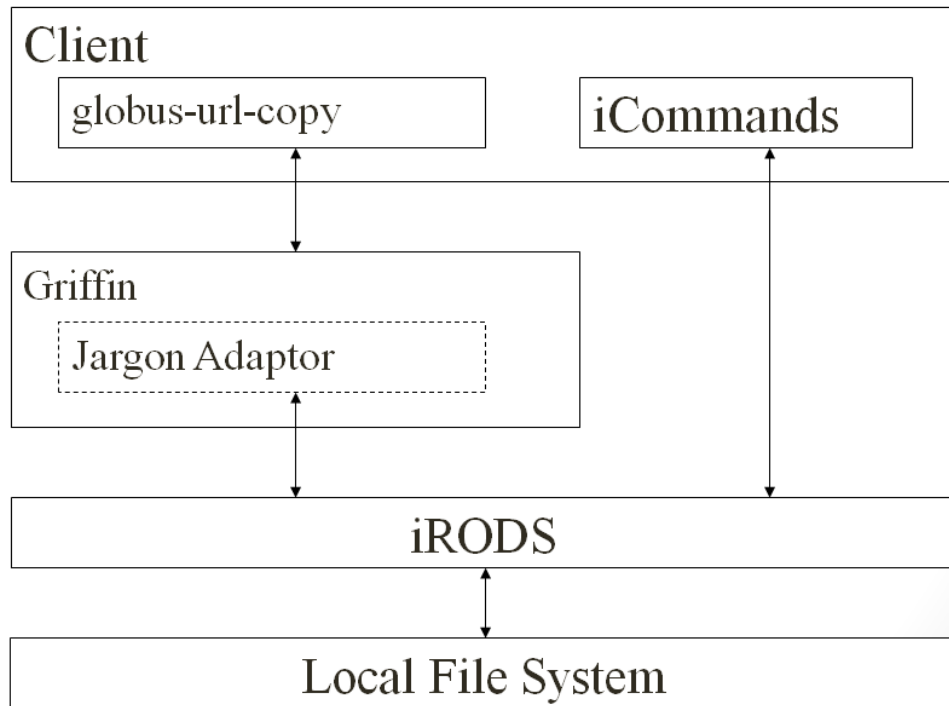 Client
globus-url-copy
iCommands
Griffin
Jargon Adaptor
iRODS
Local File System